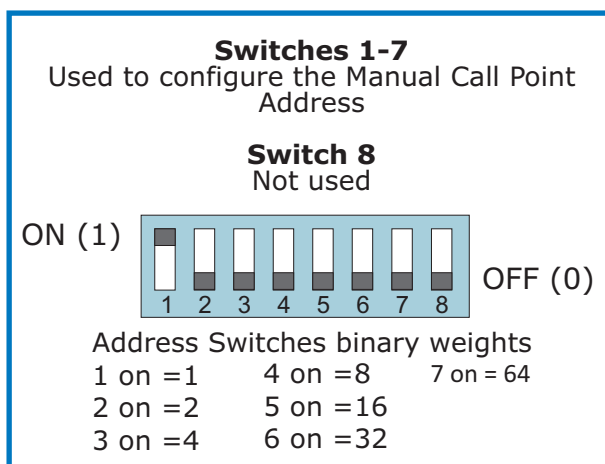 Switches 1-7
Used to configure the Manual Call Point
Address
Switch 8
Not used
ON (1)
OFF (0)
1 2 3 4 5 6 7 8
Address Switches binary weights
1 on =1 4 on =8 7 on = 64
2 on =2 5 on =16
3 on =4 6 on =32